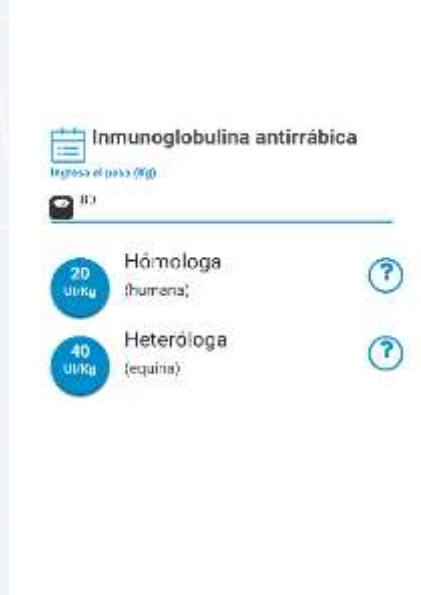 Inmunoglobulina antirrábica
Ingresa el peso (Kg)
20
UI/Kg
Hómologa
(humana)
?
40
UI/Kg
Heteróloga
(equina)
?